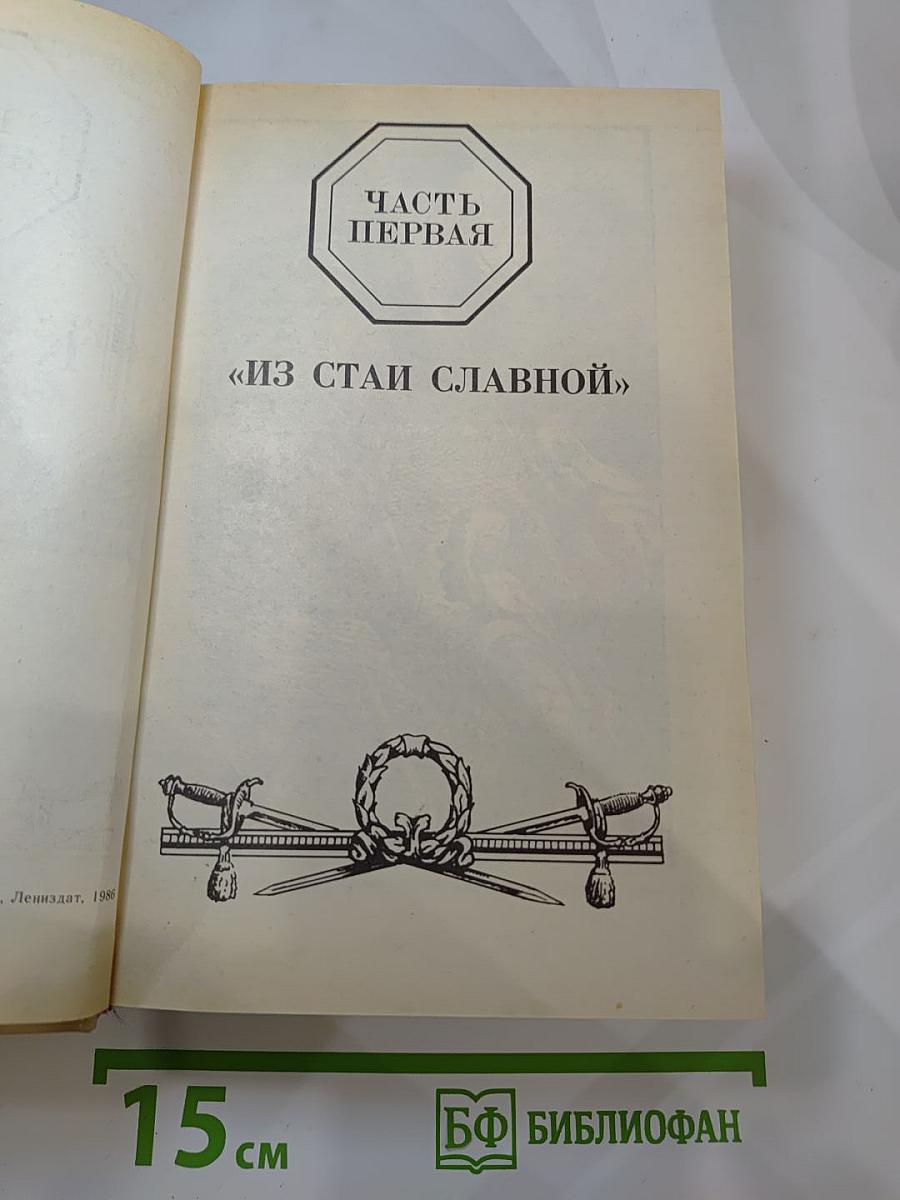 ЧАСТЬ
ПЕРВАЯ
«ИЗ СТАИ СЛАВНОЙ»
, Лениздат, 1986
15 см
БФ БИБЛИОФАН